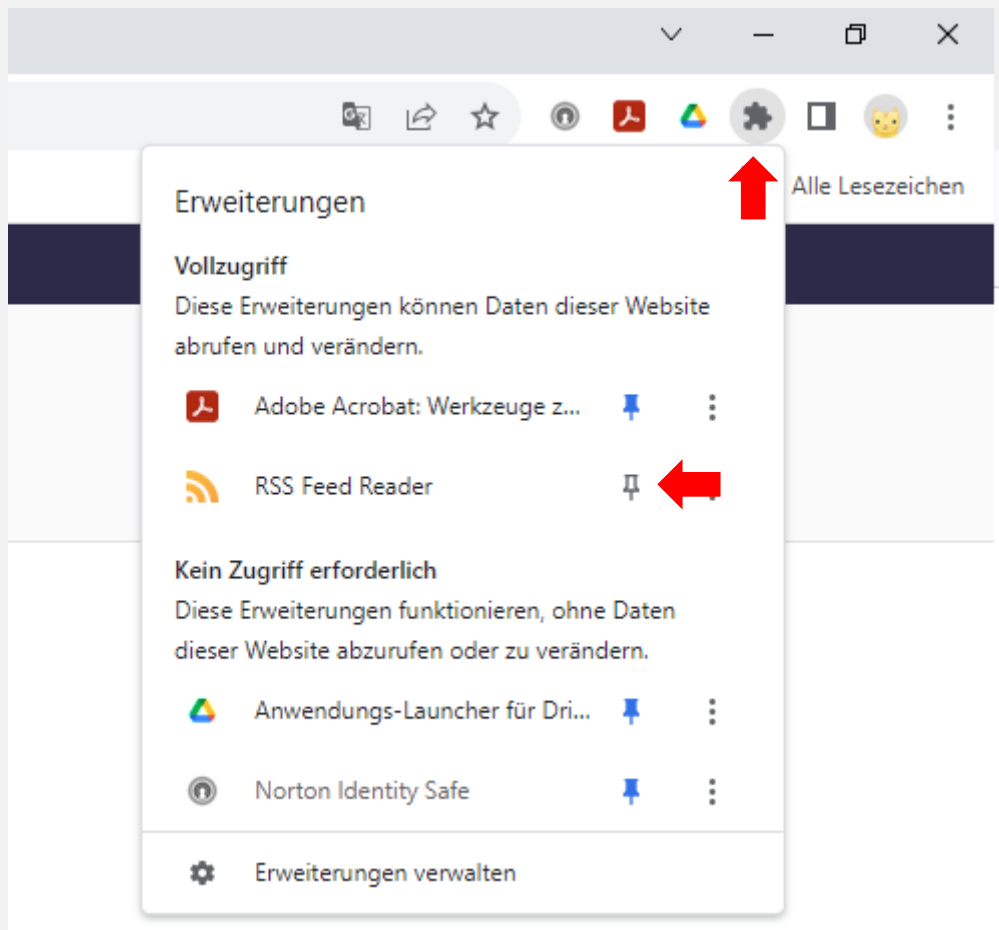 Alle Lesezeichen
Erweiterungen
Vollzugriff
Diese Erweiterungen können Daten dieser Website
abrufen und verändern.
Adobe Acrobat: Werkzeuge z...
RSS Feed Reader
Kein Zugriff erforderlich
Diese Erweiterungen funktionieren, ohne Daten
dieser Website abzurufen oder zu verändern.
Anwendungs-Launcher für Dri...
Norton Identity Safe
Erweiterungen verwalten